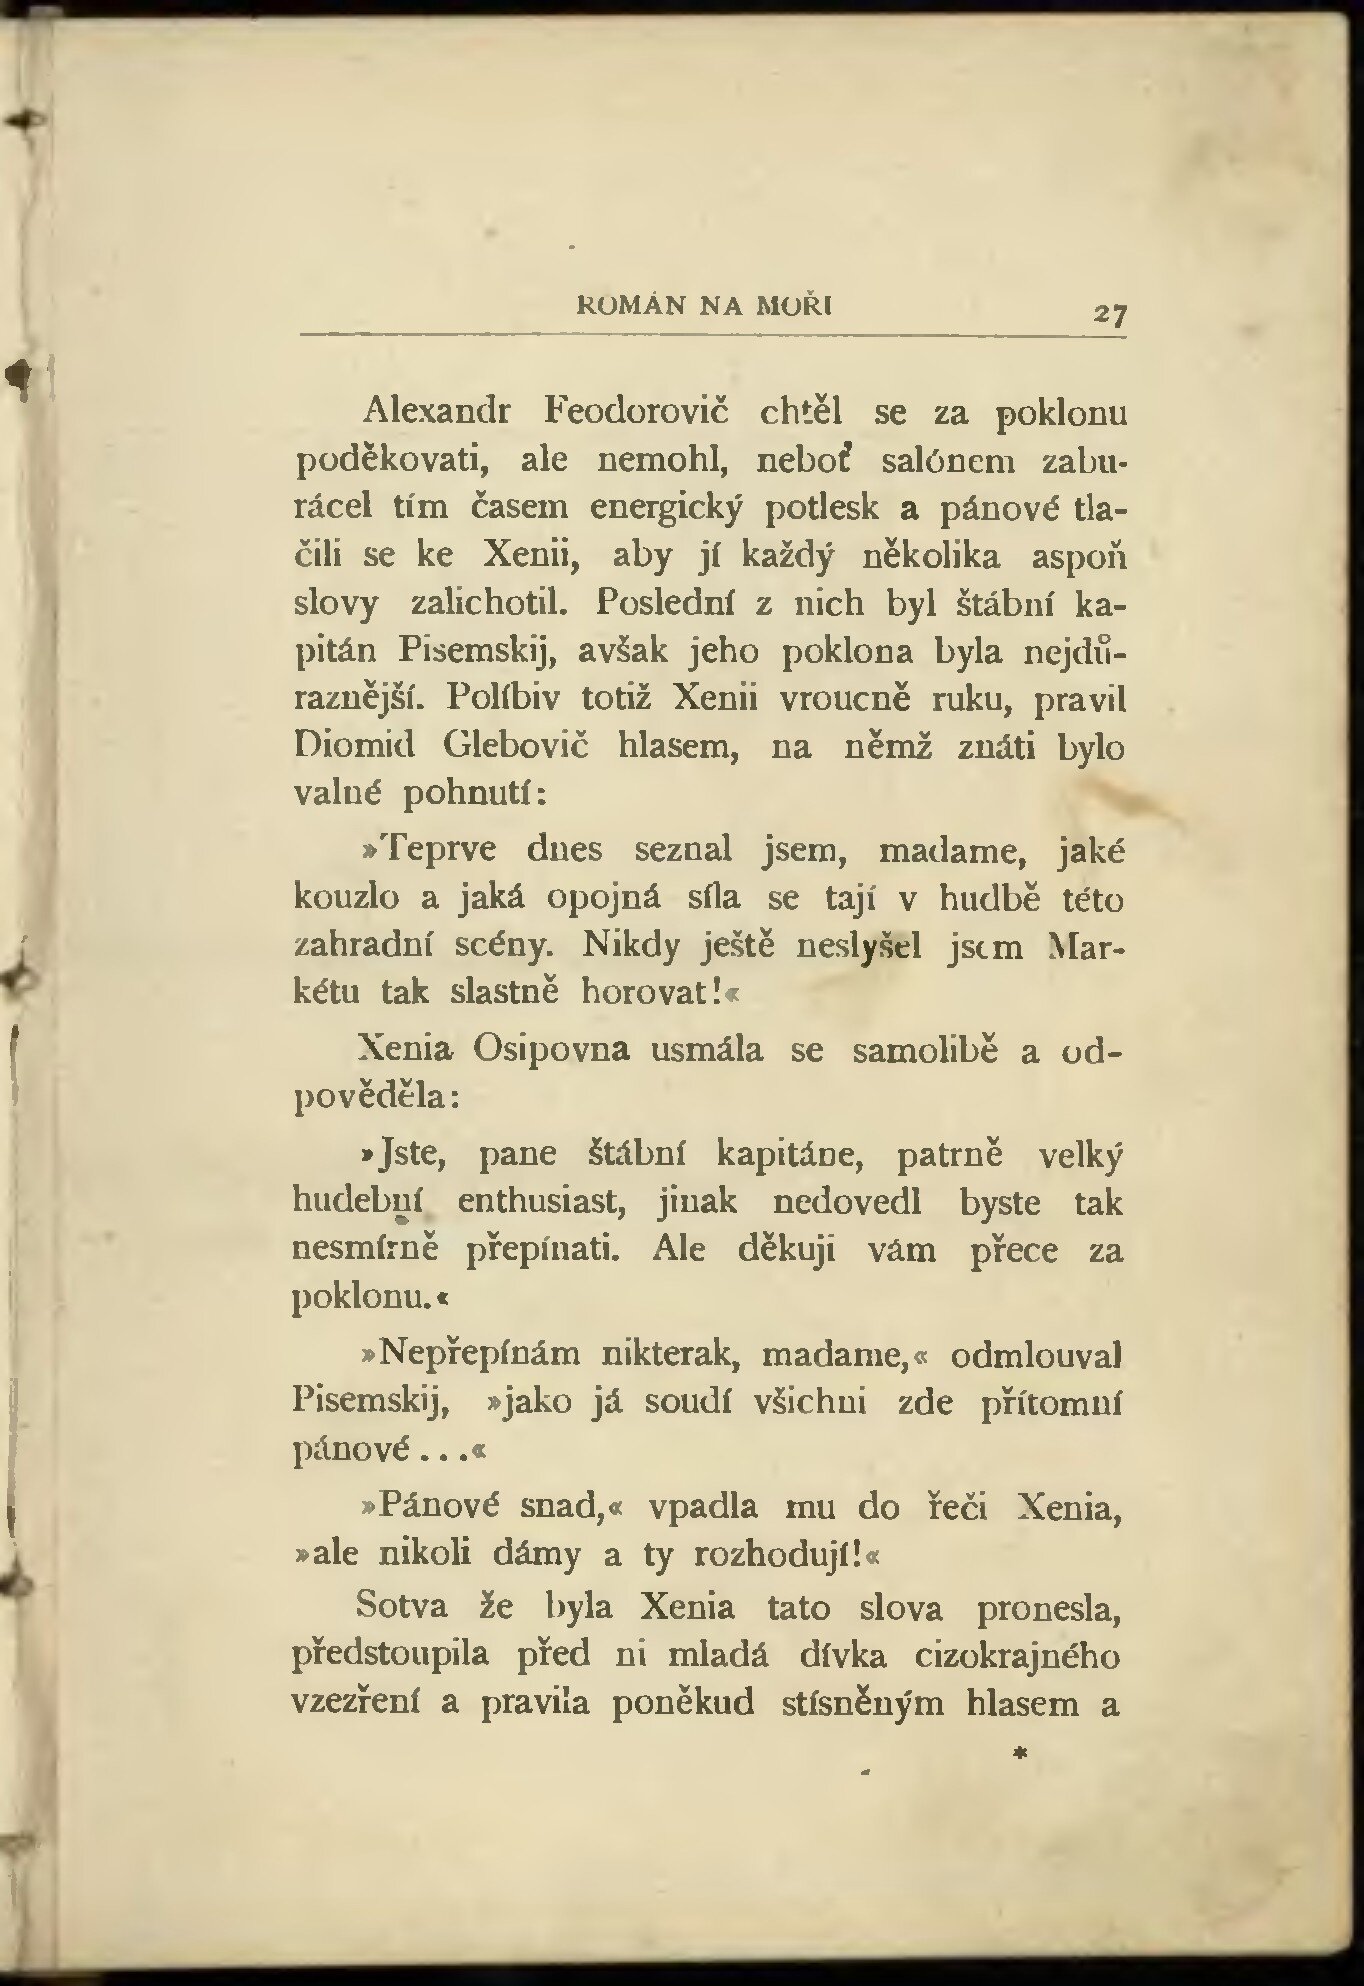 ROMÁN NA MOŘI 27
Alexandr Feodorovič chtěl se za poklonu
poděkovati, ale nemohl, neboť salónem zabu-
rácel tím časem energický potlesk a pánové tla-
čili se ke Xenii, aby jí každý několika aspoň
slovy zalichotil. Poslední z nich byl štábní ka-
pitán Pisemskij, avšak jeho poklona byla nejdů-
raznější. Políbiv totiž Xenii vroucně ruku, pravil
Diomid Glebovič hlasem, na němž znáti bylo
valné pohnutí:
»Teprve dnes seznal jsem, madame, jaké
kouzlo a jaká opojná síla se tají v hudbě této
zahradní scény. Nikdy ještě neslyšel jsem Mar-
kétu tak slastně horovat!«
Xenia Osipovna usmála se samolibě a od-
pověděla:
»Jste, pane štábní kapitáne, patrně velký
hudební enthusiast, jinak nedovedl byste tak
nesmírně přepínati. Ale děkuji vám přece za
poklonu.«
»Nepřepínám nikterak, madame,« odmlouval
Pisemskij, »jako já soudí všichni zde přítomní
pánové...«
»Pánové snad,« vpadla mu do řeči Xenia,
»ale nikoli dámy a ty rozhodují!«
Sotva že byla Xenia tato slova pronesla,
předstoupila před ni mladá dívka cizokrajného
vzezření a pravila poněkud stísněným hlasem a
*